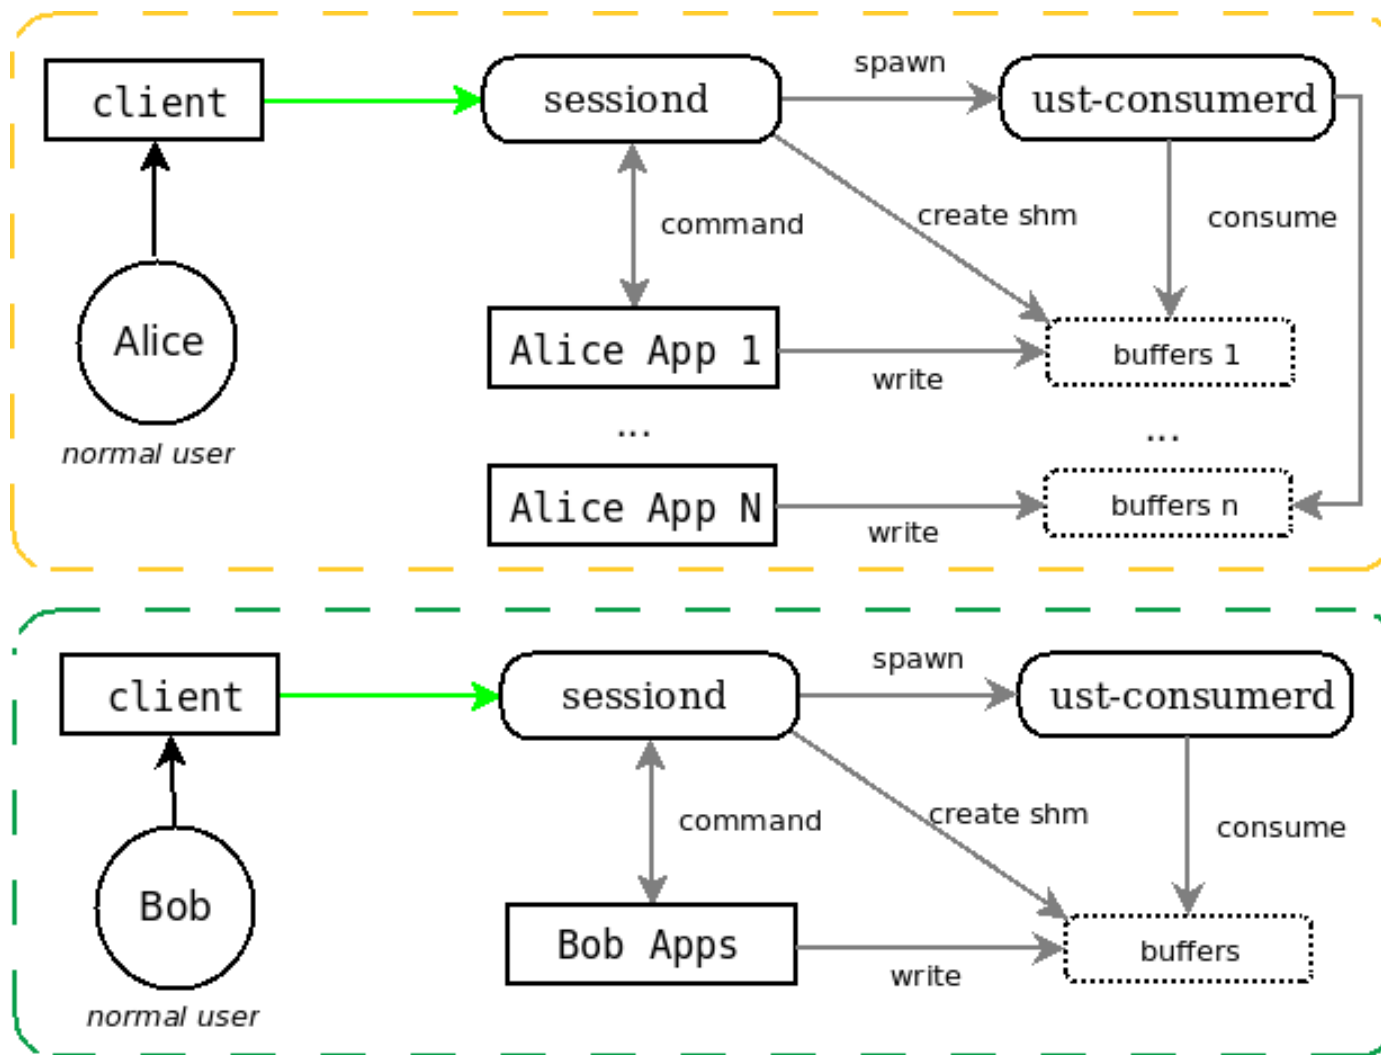 client
sessiond
spawn
ust-consumerd
command
create shm
consume
Alice
normal user
Alice App 1
write
buffers 1
...
...
Alice App N
write
buffers n
client
sessiond
spawn
ust-consumerd
command
create shm
consume
Bob
normal user
Bob Apps
write
buffers